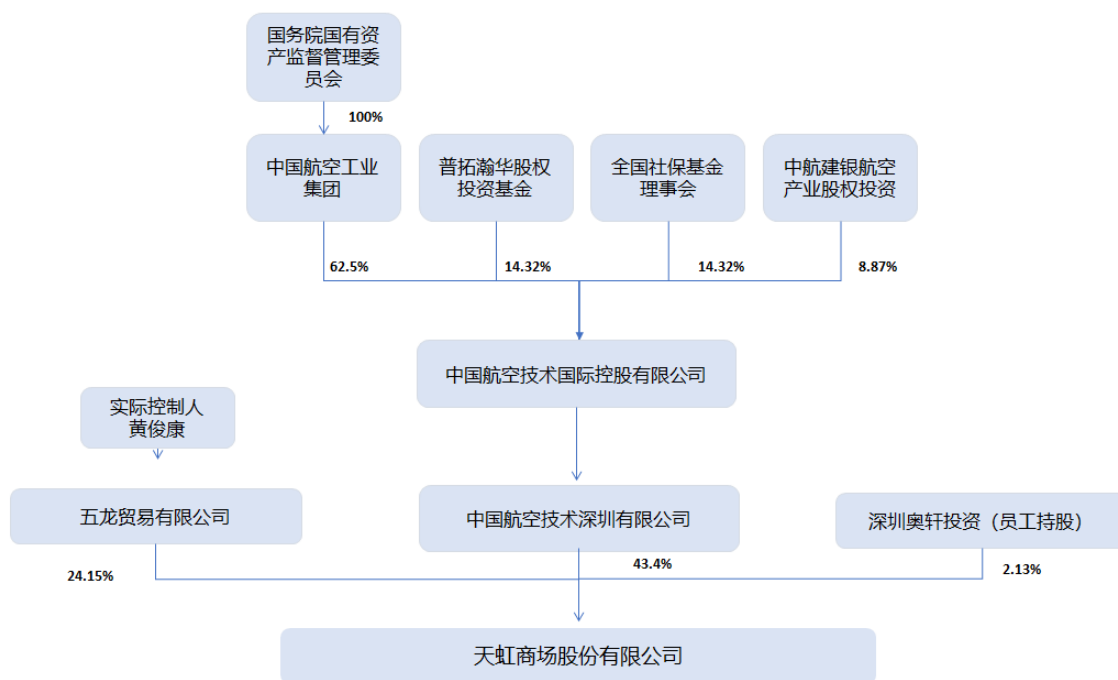 国务院国有资
产监督管理委
员会
100%
中国航空工业
集团
普拓瀚华股权
投资基金
全国社保基金
理事会
中航建银航空
产业股权投资
62.5%
14.32%
14.32%
8.87%
中国航空技术国际控股有限公司
实际控制人
黄俊康
五龙贸易有限公司
中国航空技术深圳有限公司
深圳奥轩投资（员工持股）
24.15%
43.4%
2.13%
天虹商场股份有限公司